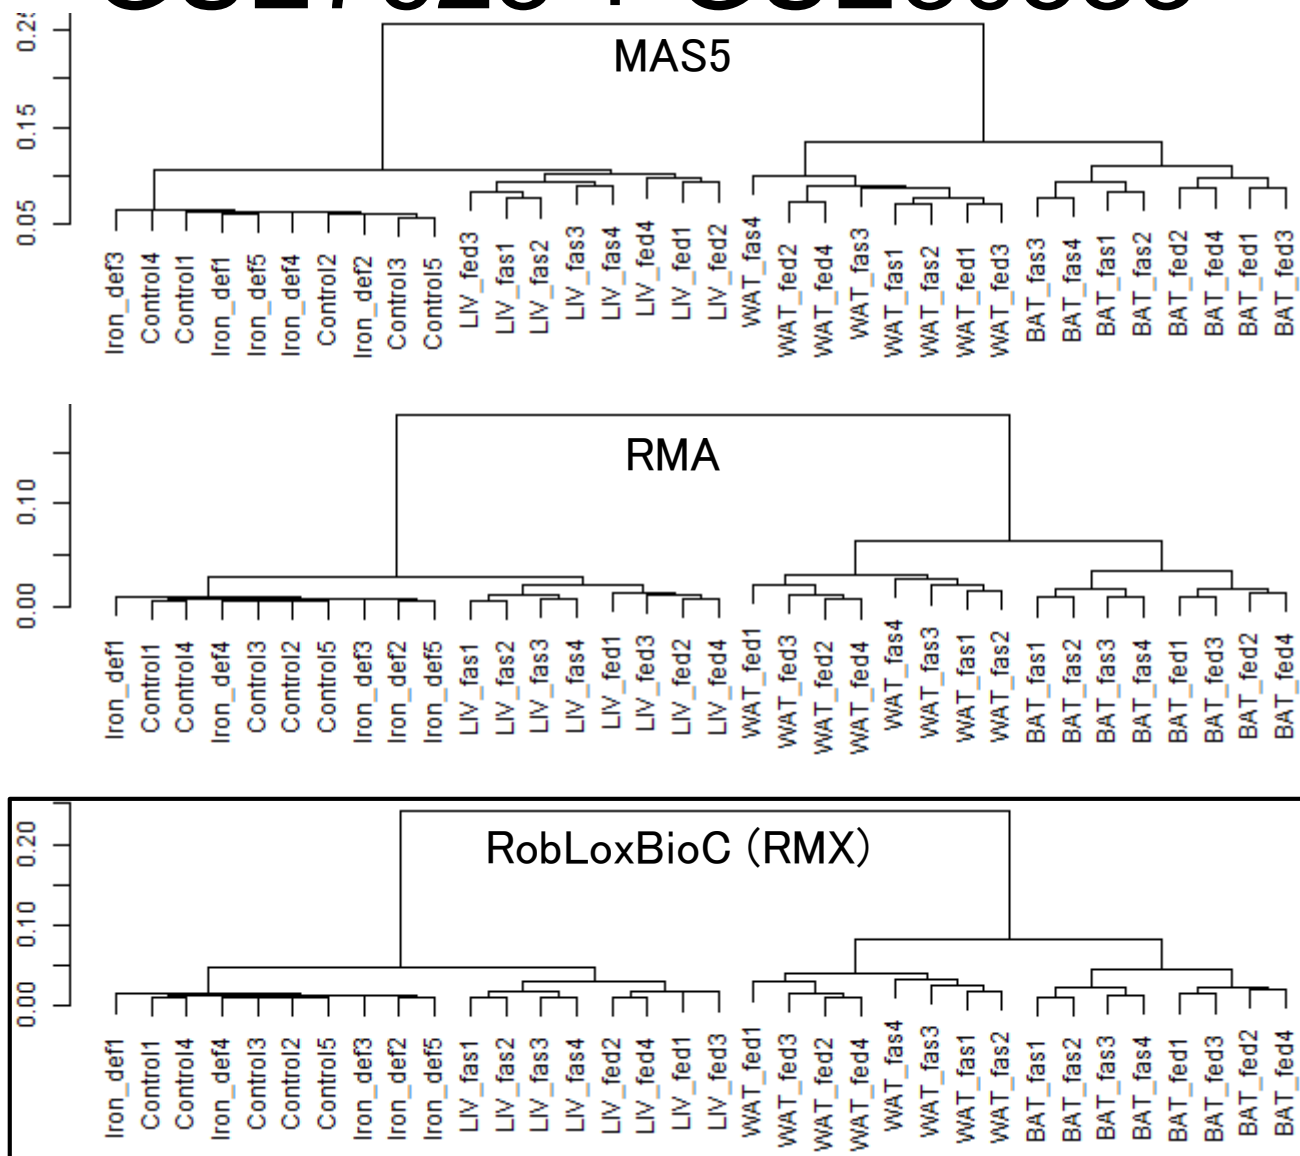 MAS5
0.25
0.15
0.05
Iron_def3
Control4
Control1
Iron_def1
Iron_def5
Iron_def4
Control2
Iron_def2
Control3
Control5
LIV_fed3
LIV_fas1
LIV_fas2
LIV_fas3
LIV_fas4
LIV_fed4
LIV_fed1
LIV_fed2
WAT_fas4
WAT_fed2
WAT_fed4
WAT_fas3
WAT_fas1
WAT_fas2
WAT_fed1
WAT_fed3
BAT_fas3
BAT_fas4
BAT_fas1
BAT_fas2
BAT_fed2
BAT_fed4
BAT_fed1
BAT_fed3
RMA
0.10
0.00
Iron_def1
Control1
Control4
Iron_def4
Control3
Control2
Control5
Iron_def3
Iron_def2
Iron_def5
LIV_fas1
LIV_fas2
LIV_fas3
LIV_fas4
LIV_fed1
LIV_fed3
LIV_fed2
LIV_fed4
WAT_fed1
WAT_fed3
WAT_fed2
WAT_fed4
WAT_fas4
WAT_fas3
WAT_fas1
WAT_fas2
BAT_fas1
BAT_fas2
BAT_fas3
BAT_fas4
BAT_fed1
BAT_fed3
BAT_fed2
BAT_fed4
RobLoxBioC (RMX)
0.20
0.10
0.00
Iron_def1
Control1
Control4
Iron_def4
Control3
Control2
Control5
Iron_def3
Iron_def2
Iron_def5
LIV_fas1
LIV_fas2
LIV_fas3
LIV_fas4
LIV_fed2
LIV_fed4
LIV_fed1
LIV_fed3
WAT_fed1
WAT_fed3
WAT_fed2
WAT_fed4
WAT_fas4
WAT_fas3
WAT_fas1
WAT_fas2
BAT_fas1
BAT_fas2
BAT_fas3
BAT_fas4
BAT_fed1
BAT_fed3
BAT_fed2
BAT_fed4